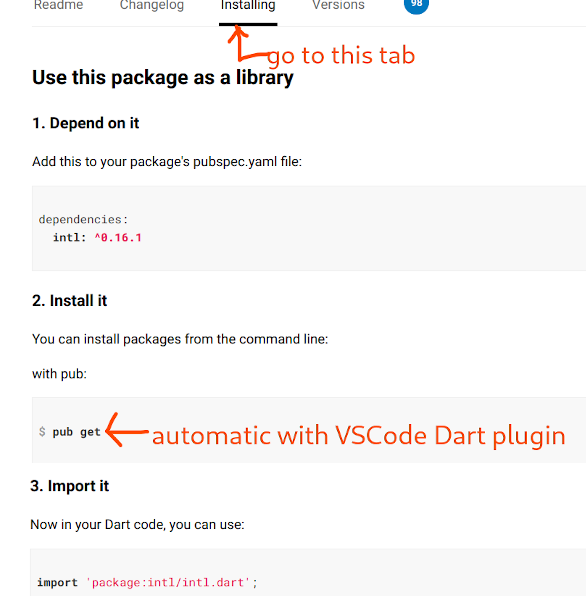 Readme Changelog Installing Versions 98
go to this tab
Use this package as a library
1. Depend on it
Add this to your package's pubspec.yaml file:
dependencies:
intl: ^0.16.1
2. Install it
You can install packages from the command line:
with pub:
$ pub get
automatic with VSCode Dart plugin
3. Import it
Now in your Dart code, you can use:
import 'package:intl/intl.dart';